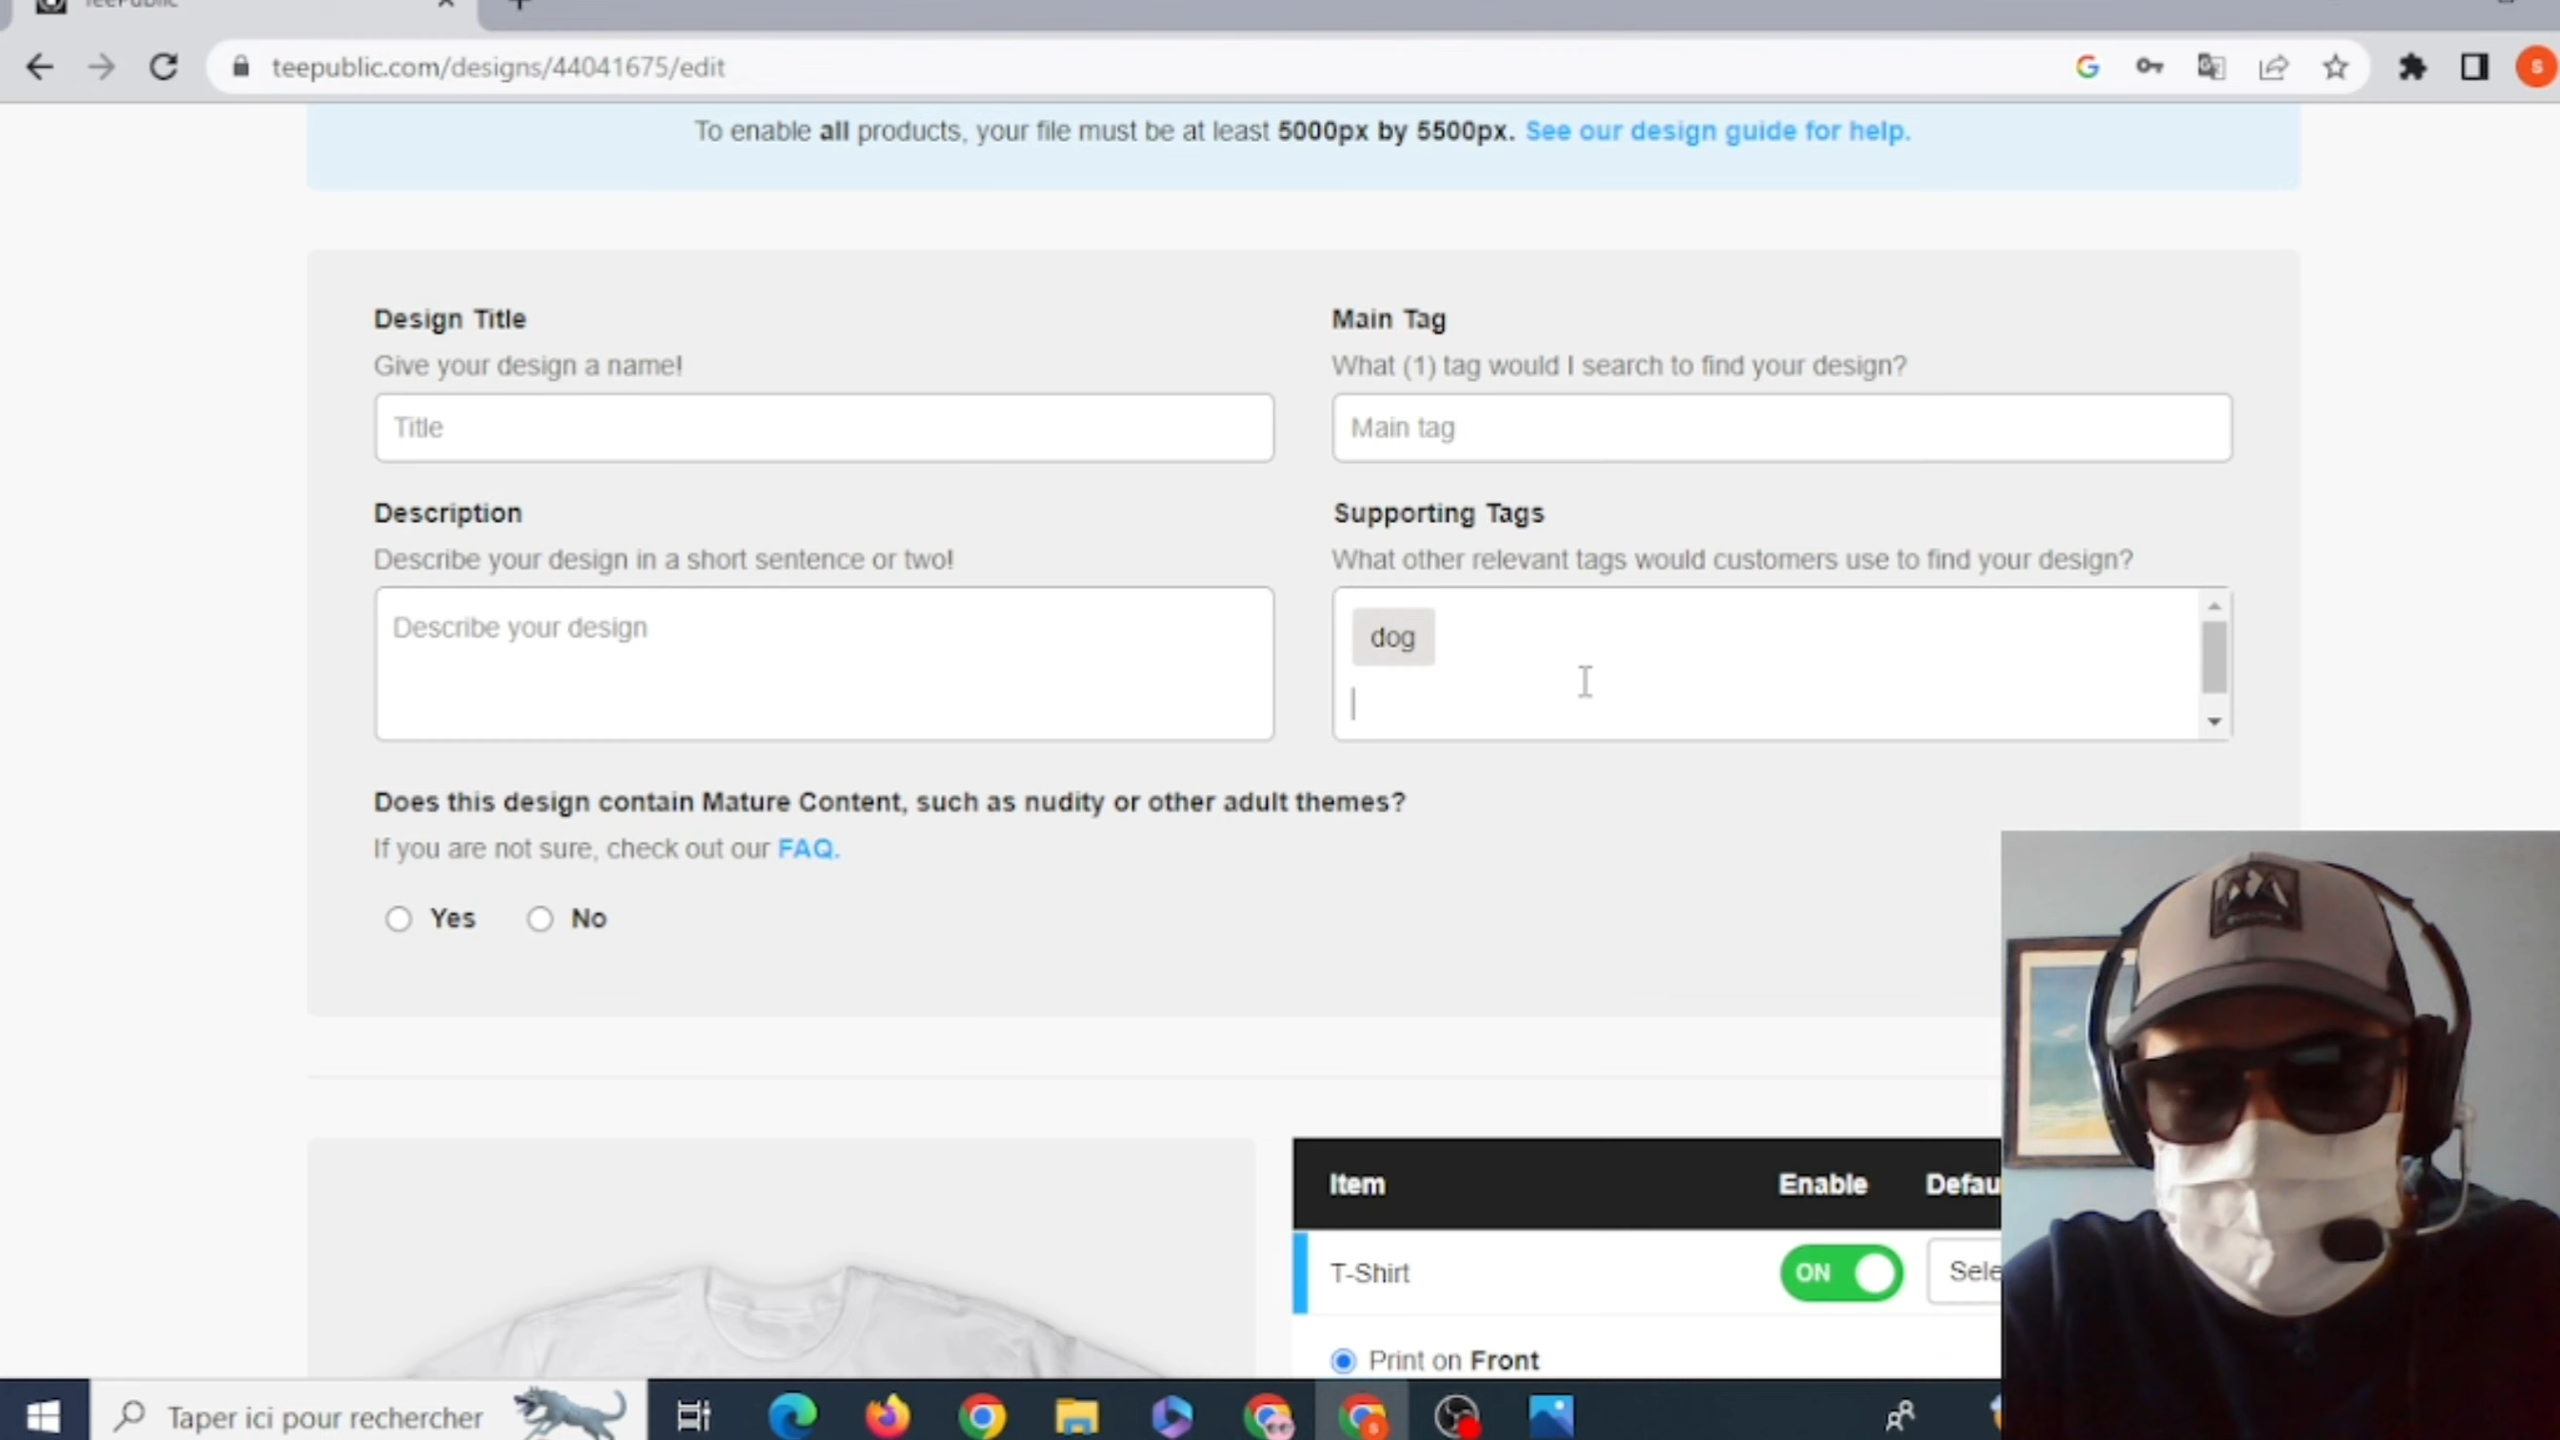 TeePublic
teepublic.com/designs/44041675/edit
S
To enable all products, your file must be at least 5000px by 5500px. See our design guide for help.
Design Title
Give your design a name!
Title
Main Tag
What (1) tag would I search to find your design?
Main tag
Description
Describe your design in a short sentence or two!
Describe your design
Supporting Tags
What other relevant tags would customers use to find your design?
dog
Does this design contain Mature Content, such as nudity or other adult themes?
If you are not sure, check out our FAQ.
Yes No
Item Enable Defau
T-Shirt ON Sele
Print on Front
Taper ici pour rechercher